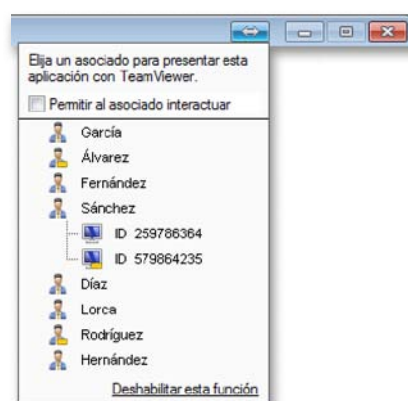 Elija un asociado para presentar esta
aplicación con TeamViewer.
Permitir al asociado interactuar
García
Álvarez
Fernández
Sánchez
ID 259786364
ID 579864235
Díaz
Lorca
Rodríguez
Hernández
Deshabilitar esta función